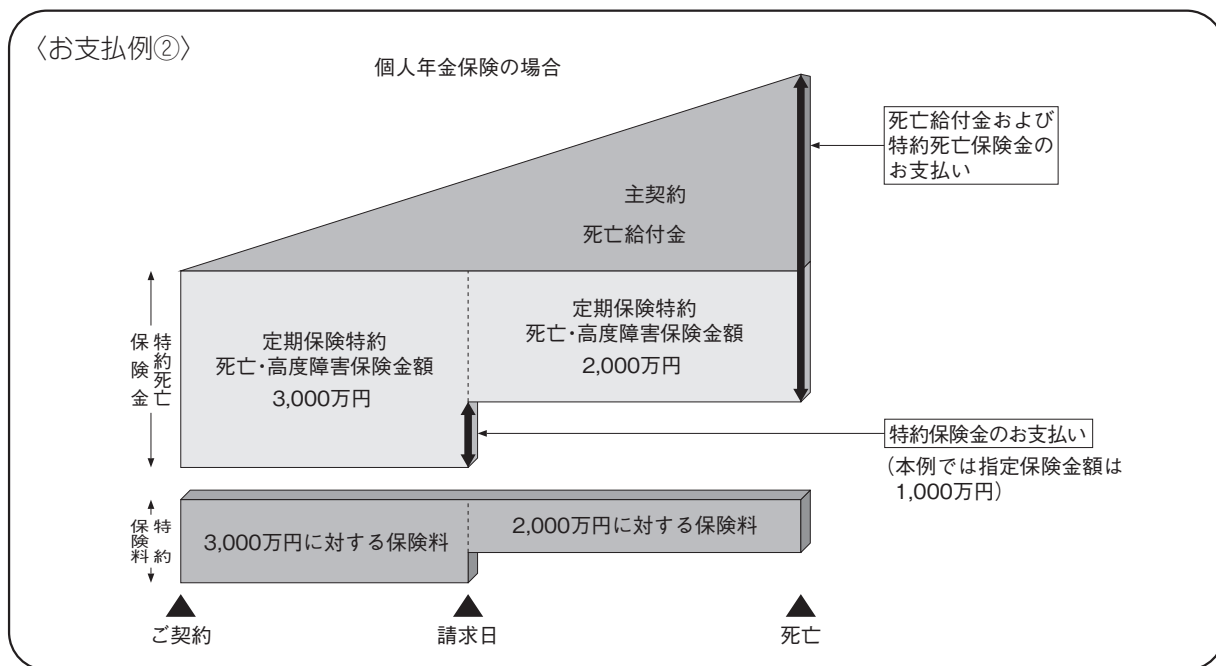 〈お支払例②〉
個人年金保険の場合
死亡給付金および
特約死亡保険金の
お支払い
主契約
死亡給付金
特約死亡
保険金
定期保険特約
死亡・高度障害保険金額
3,000万円
定期保険特約
死亡・高度障害保険金額
2,000万円
特約保険金のお支払い
（本例では指定保険金額は
1,000万円）
特約
保険料
3,000万円に対する保険料
2,000万円に対する保険料
ご契約
請求日
死亡